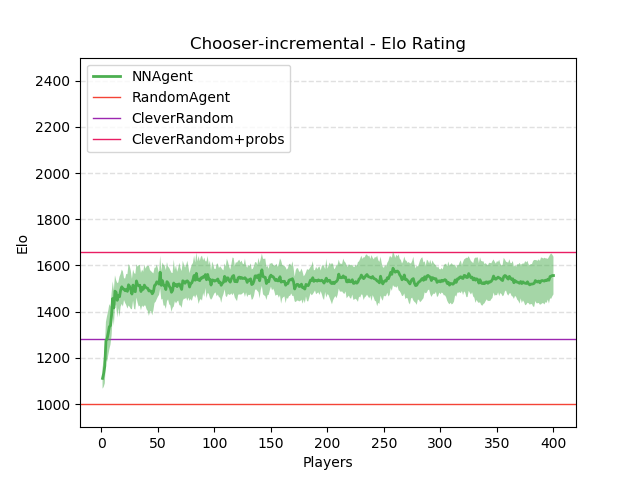 Chooser-incremental - Elo Rating
NNAgent
RandomAgent
CleverRandom
CleverRandom+probs
2400
2200
2000
1800
1600
1400
1200
1000
Elo
0 50 100 150 200 250 300 350 400
Players